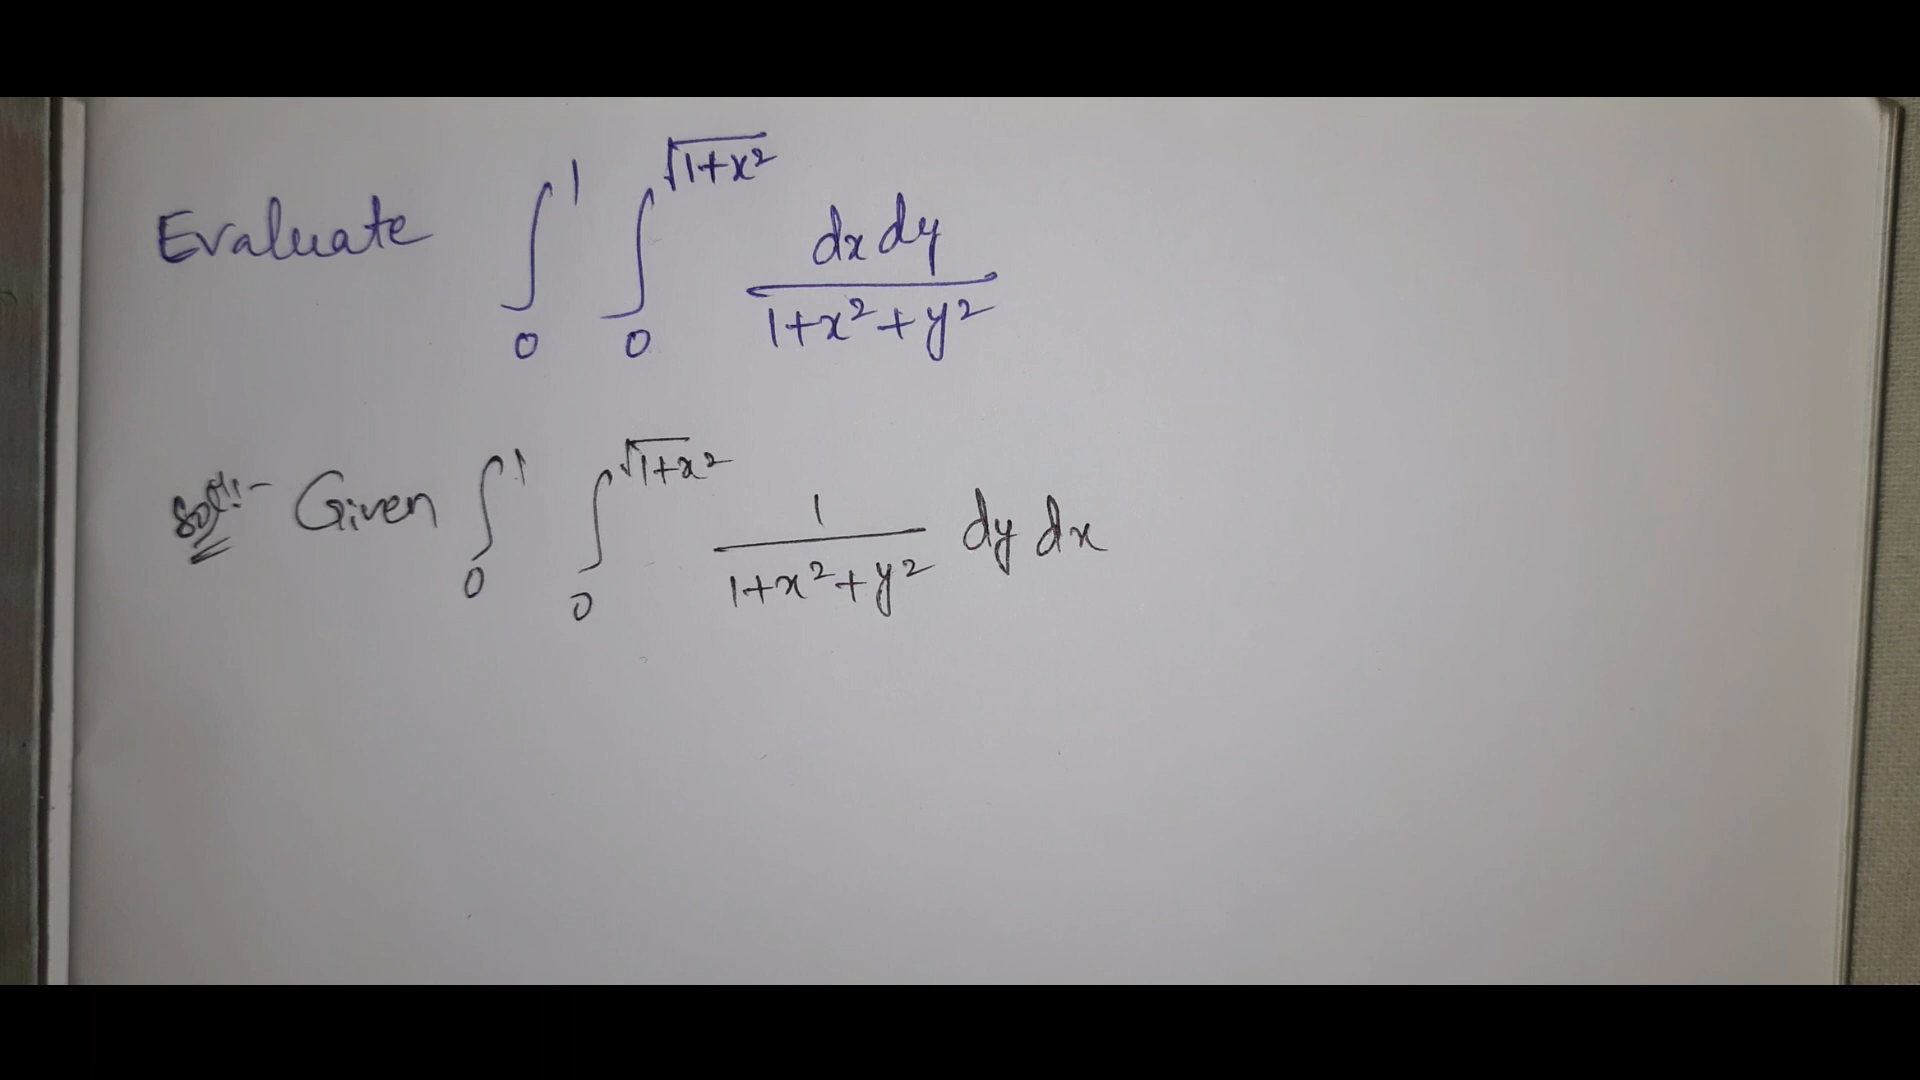 Evaluate ∫₀¹ ∫₀^√(1+x²) dx dy / (1+x²+y²)
Sol:- Given ∫₀¹ ∫₀^√(1+x²) 1 / (1+x²+y²) dy dx